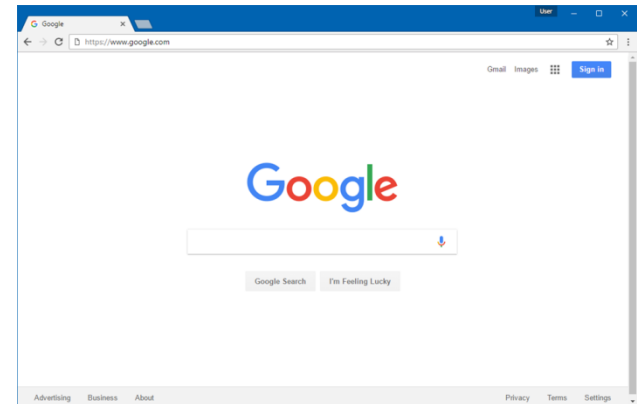 User
Google
https://www.google.com
Gmail Images Sign in
Google
Google Search I'm Feeling Lucky
Advertising Business About Privacy Terms Settings